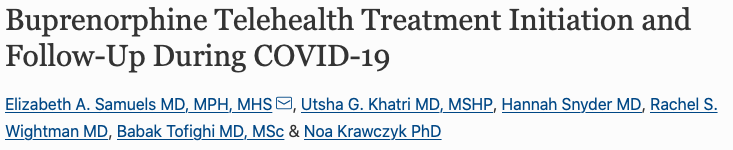 Buprenorphine Telehealth Treatment Initiation and
Follow-Up During COVID-19
Elizabeth A. Samuels MD, MPH, MHS, Utsha G. Khatri MD, MSHP, Hannah Snyder MD, Rachel S.
Wightman MD, Babak Tofighi MD, MSc & Noa Krawczyk PhD